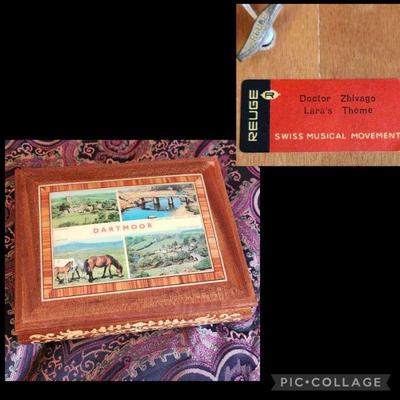 REUGE
Doctor Zhivago
Lara's Theme
SWISS MUSICAL MOVEMENT
DARTMOOR
PIC•COLLAGE